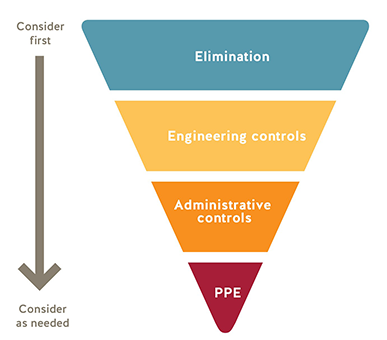 Consider
first
Elimination
Engineering controls
Administrative
controls
PPE
Consider
as needed